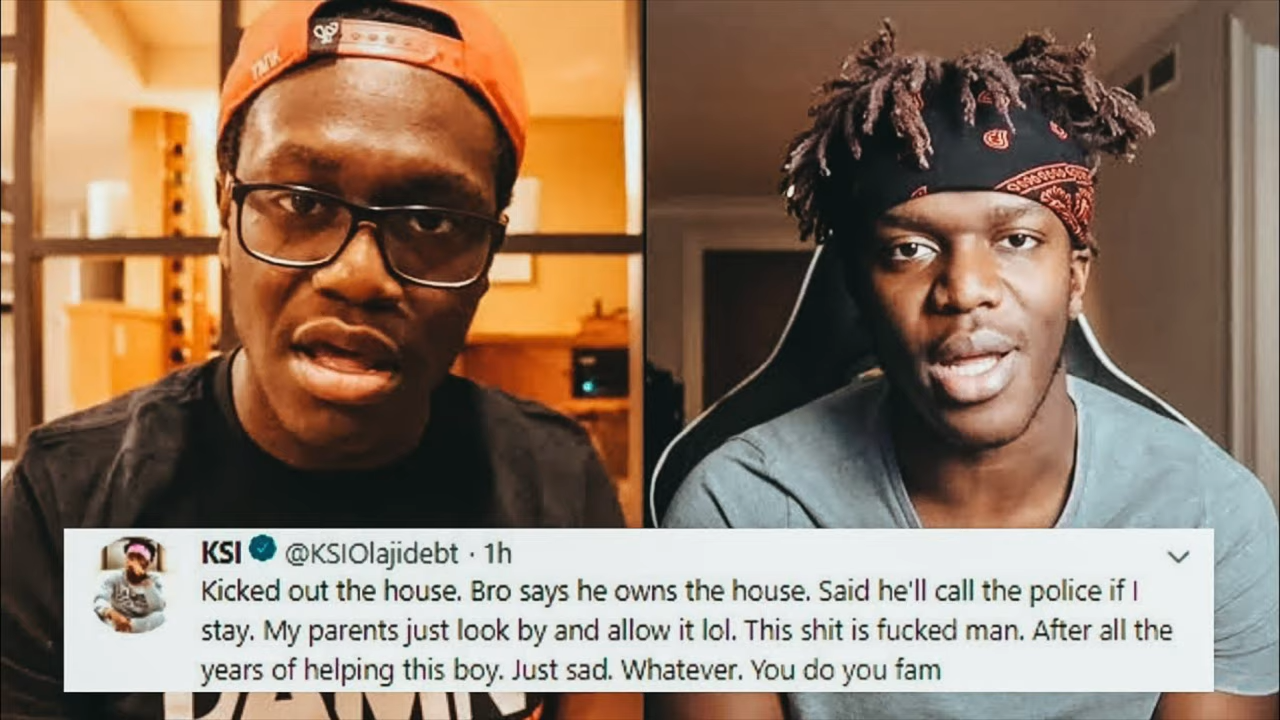 TANK
KSI @KSIOlajidebt · 1h
Kicked out the house. Bro says he owns the house. Said he'll call the police if I
stay. My parents just look by and allow it lol. This shit is fucked man. After all the
years of helping this boy. Just sad. Whatever. You do you fam
DAMN